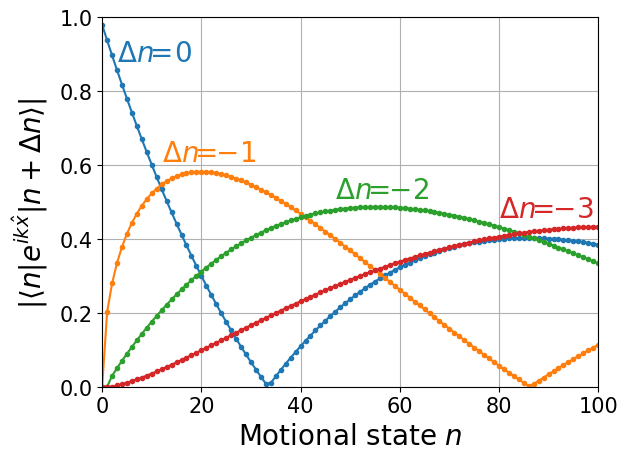 1.0
0.8
0.6
0.4
0.2
0.0
|⟨n|e^{ikx̂}|n + Δn⟩|
Δn=0
Δn=−1
Δn=−2
Δn=−3
0 20 40 60 80 100
Motional state n